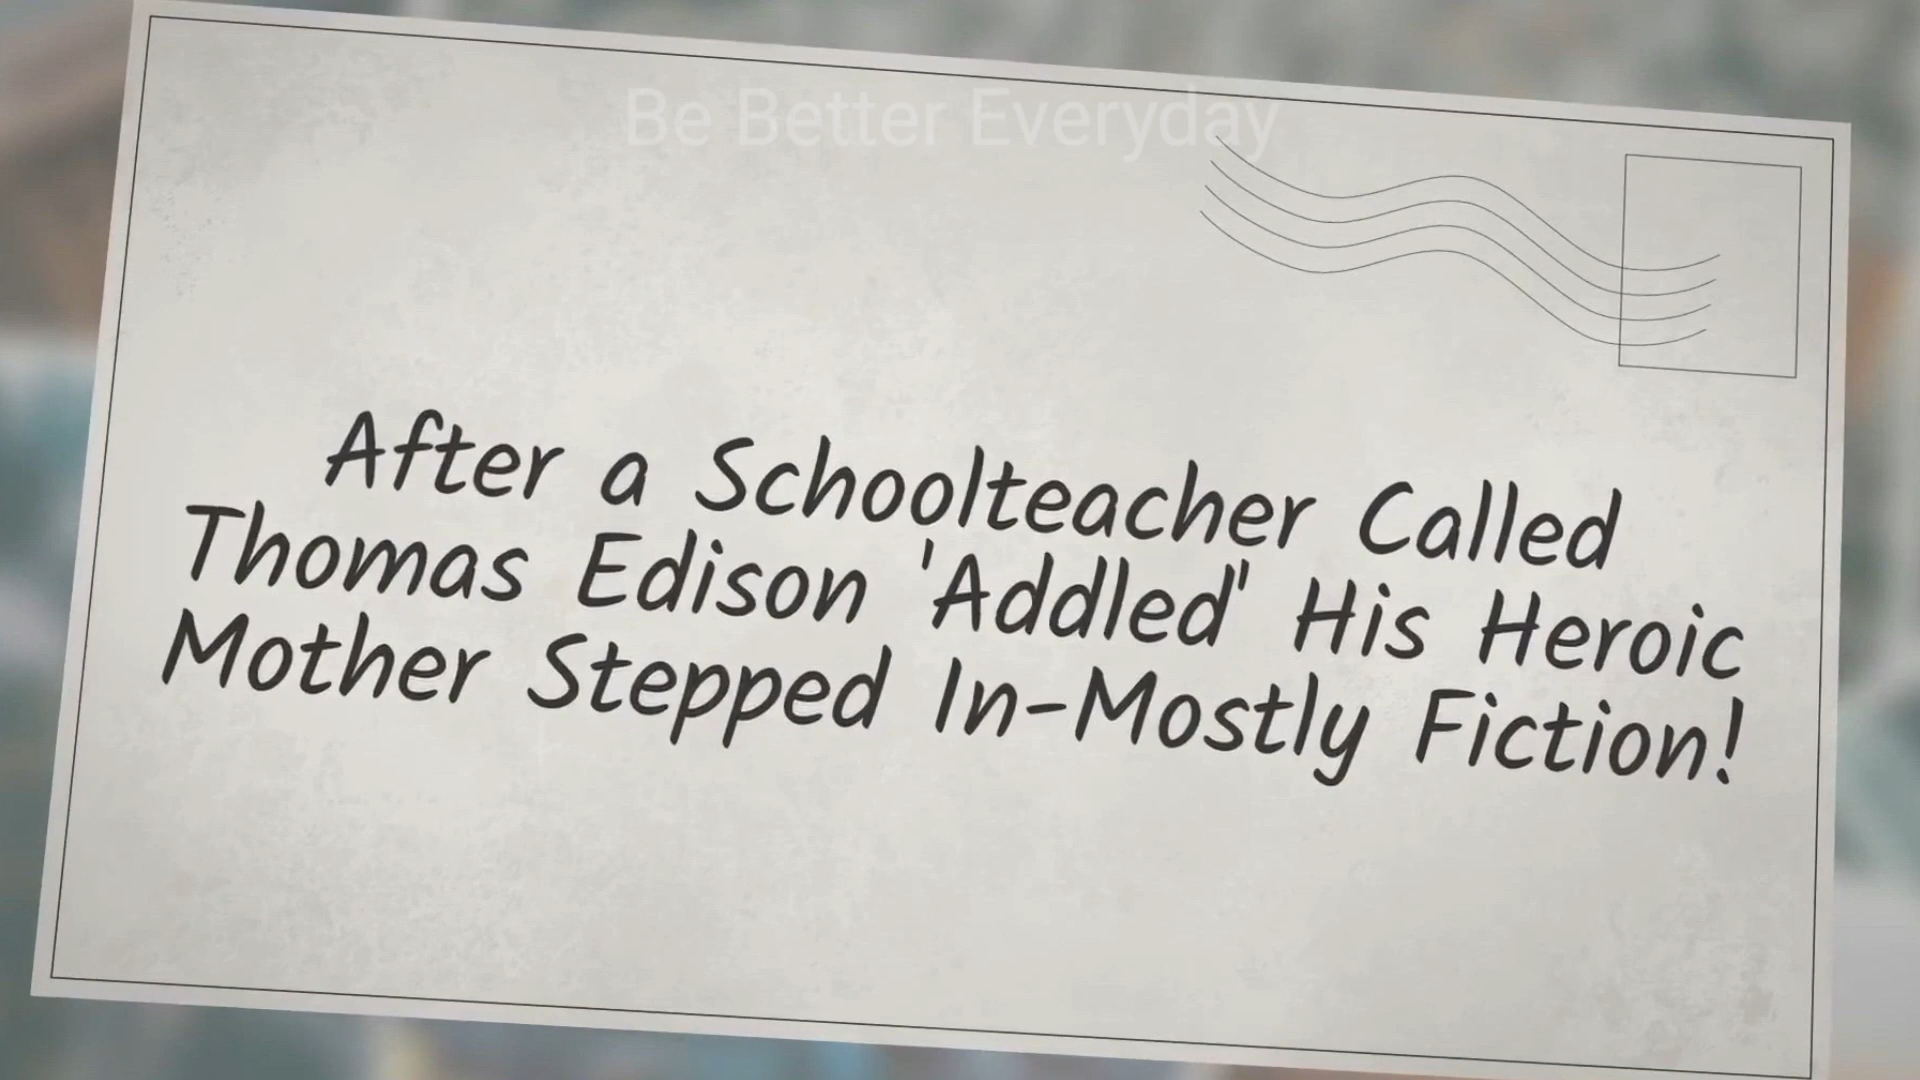 Be Better Everyday
After a Schoolteacher Called
Thomas Edison 'Addled' His Heroic
Mother Stepped In-Mostly Fiction!